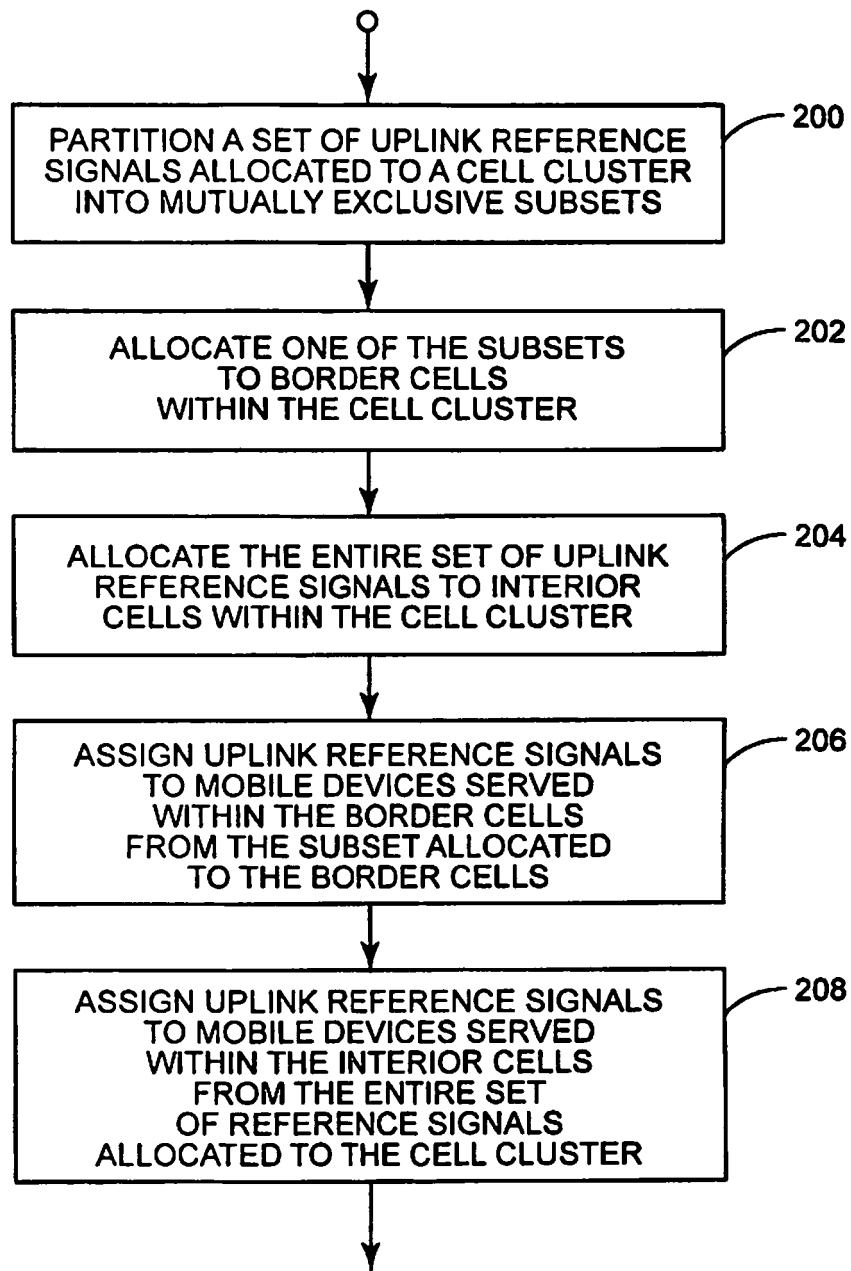 PARTITION A SET OF UPLINK REFERENCE
SIGNALS ALLOCATED TO A CELL CLUSTER
INTO MUTUALLY EXCLUSIVE SUBSETS
200
ALLOCATE ONE OF THE SUBSETS
TO BORDER CELLS
WITHIN THE CELL CLUSTER
202
ALLOCATE THE ENTIRE SET OF UPLINK
REFERENCE SIGNALS TO INTERIOR
CELLS WITHIN THE CELL CLUSTER
204
ASSIGN UPLINK REFERENCE SIGNALS
TO MOBILE DEVICES SERVED
WITHIN THE BORDER CELLS
FROM THE SUBSET ALLOCATED
TO THE BORDER CELLS
206
ASSIGN UPLINK REFERENCE SIGNALS
TO MOBILE DEVICES SERVED
WITHIN THE INTERIOR CELLS
FROM THE ENTIRE SET
OF REFERENCE SIGNALS
ALLOCATED TO THE CELL CLUSTER
208